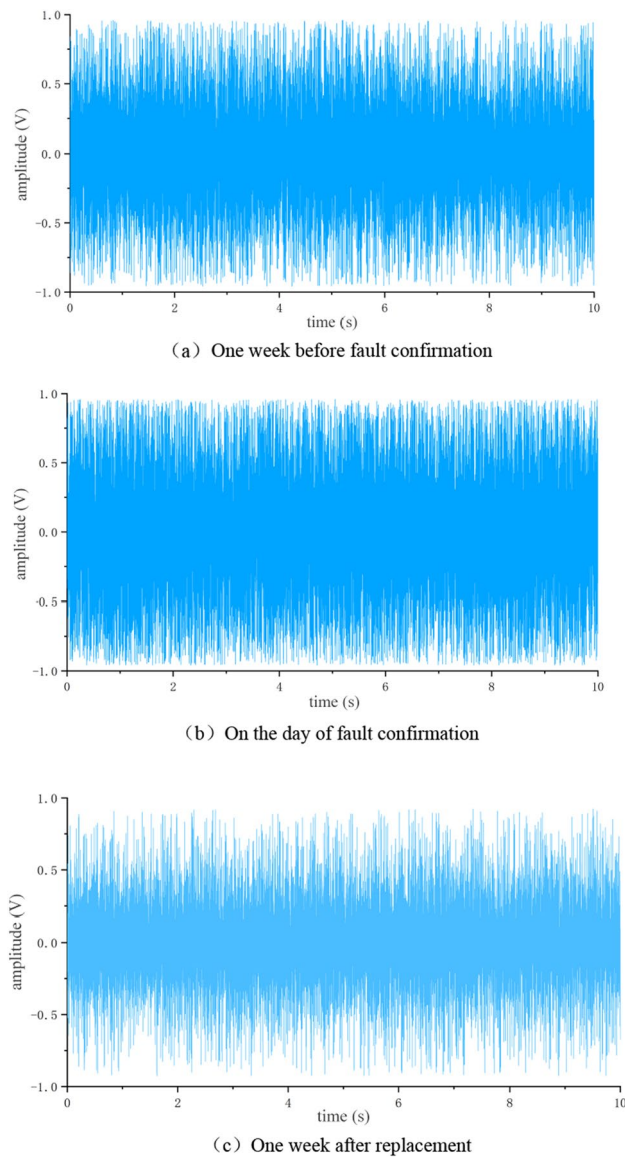 1.0
0.5
0.0
-0.5
-1.0
amplitude (V)
0 2 4 6 8 10
time (s)
（a）One week before fault confirmation
1.0
0.5
0.0
-0.5
-1.0
amplitude (V)
0 2 4 6 8 10
time (s)
（b）On the day of fault confirmation
1.0
0.5
0.0
-0.5
-1.0
amplitude (V)
0 2 4 6 8 10
time (s)
（c）One week after replacement